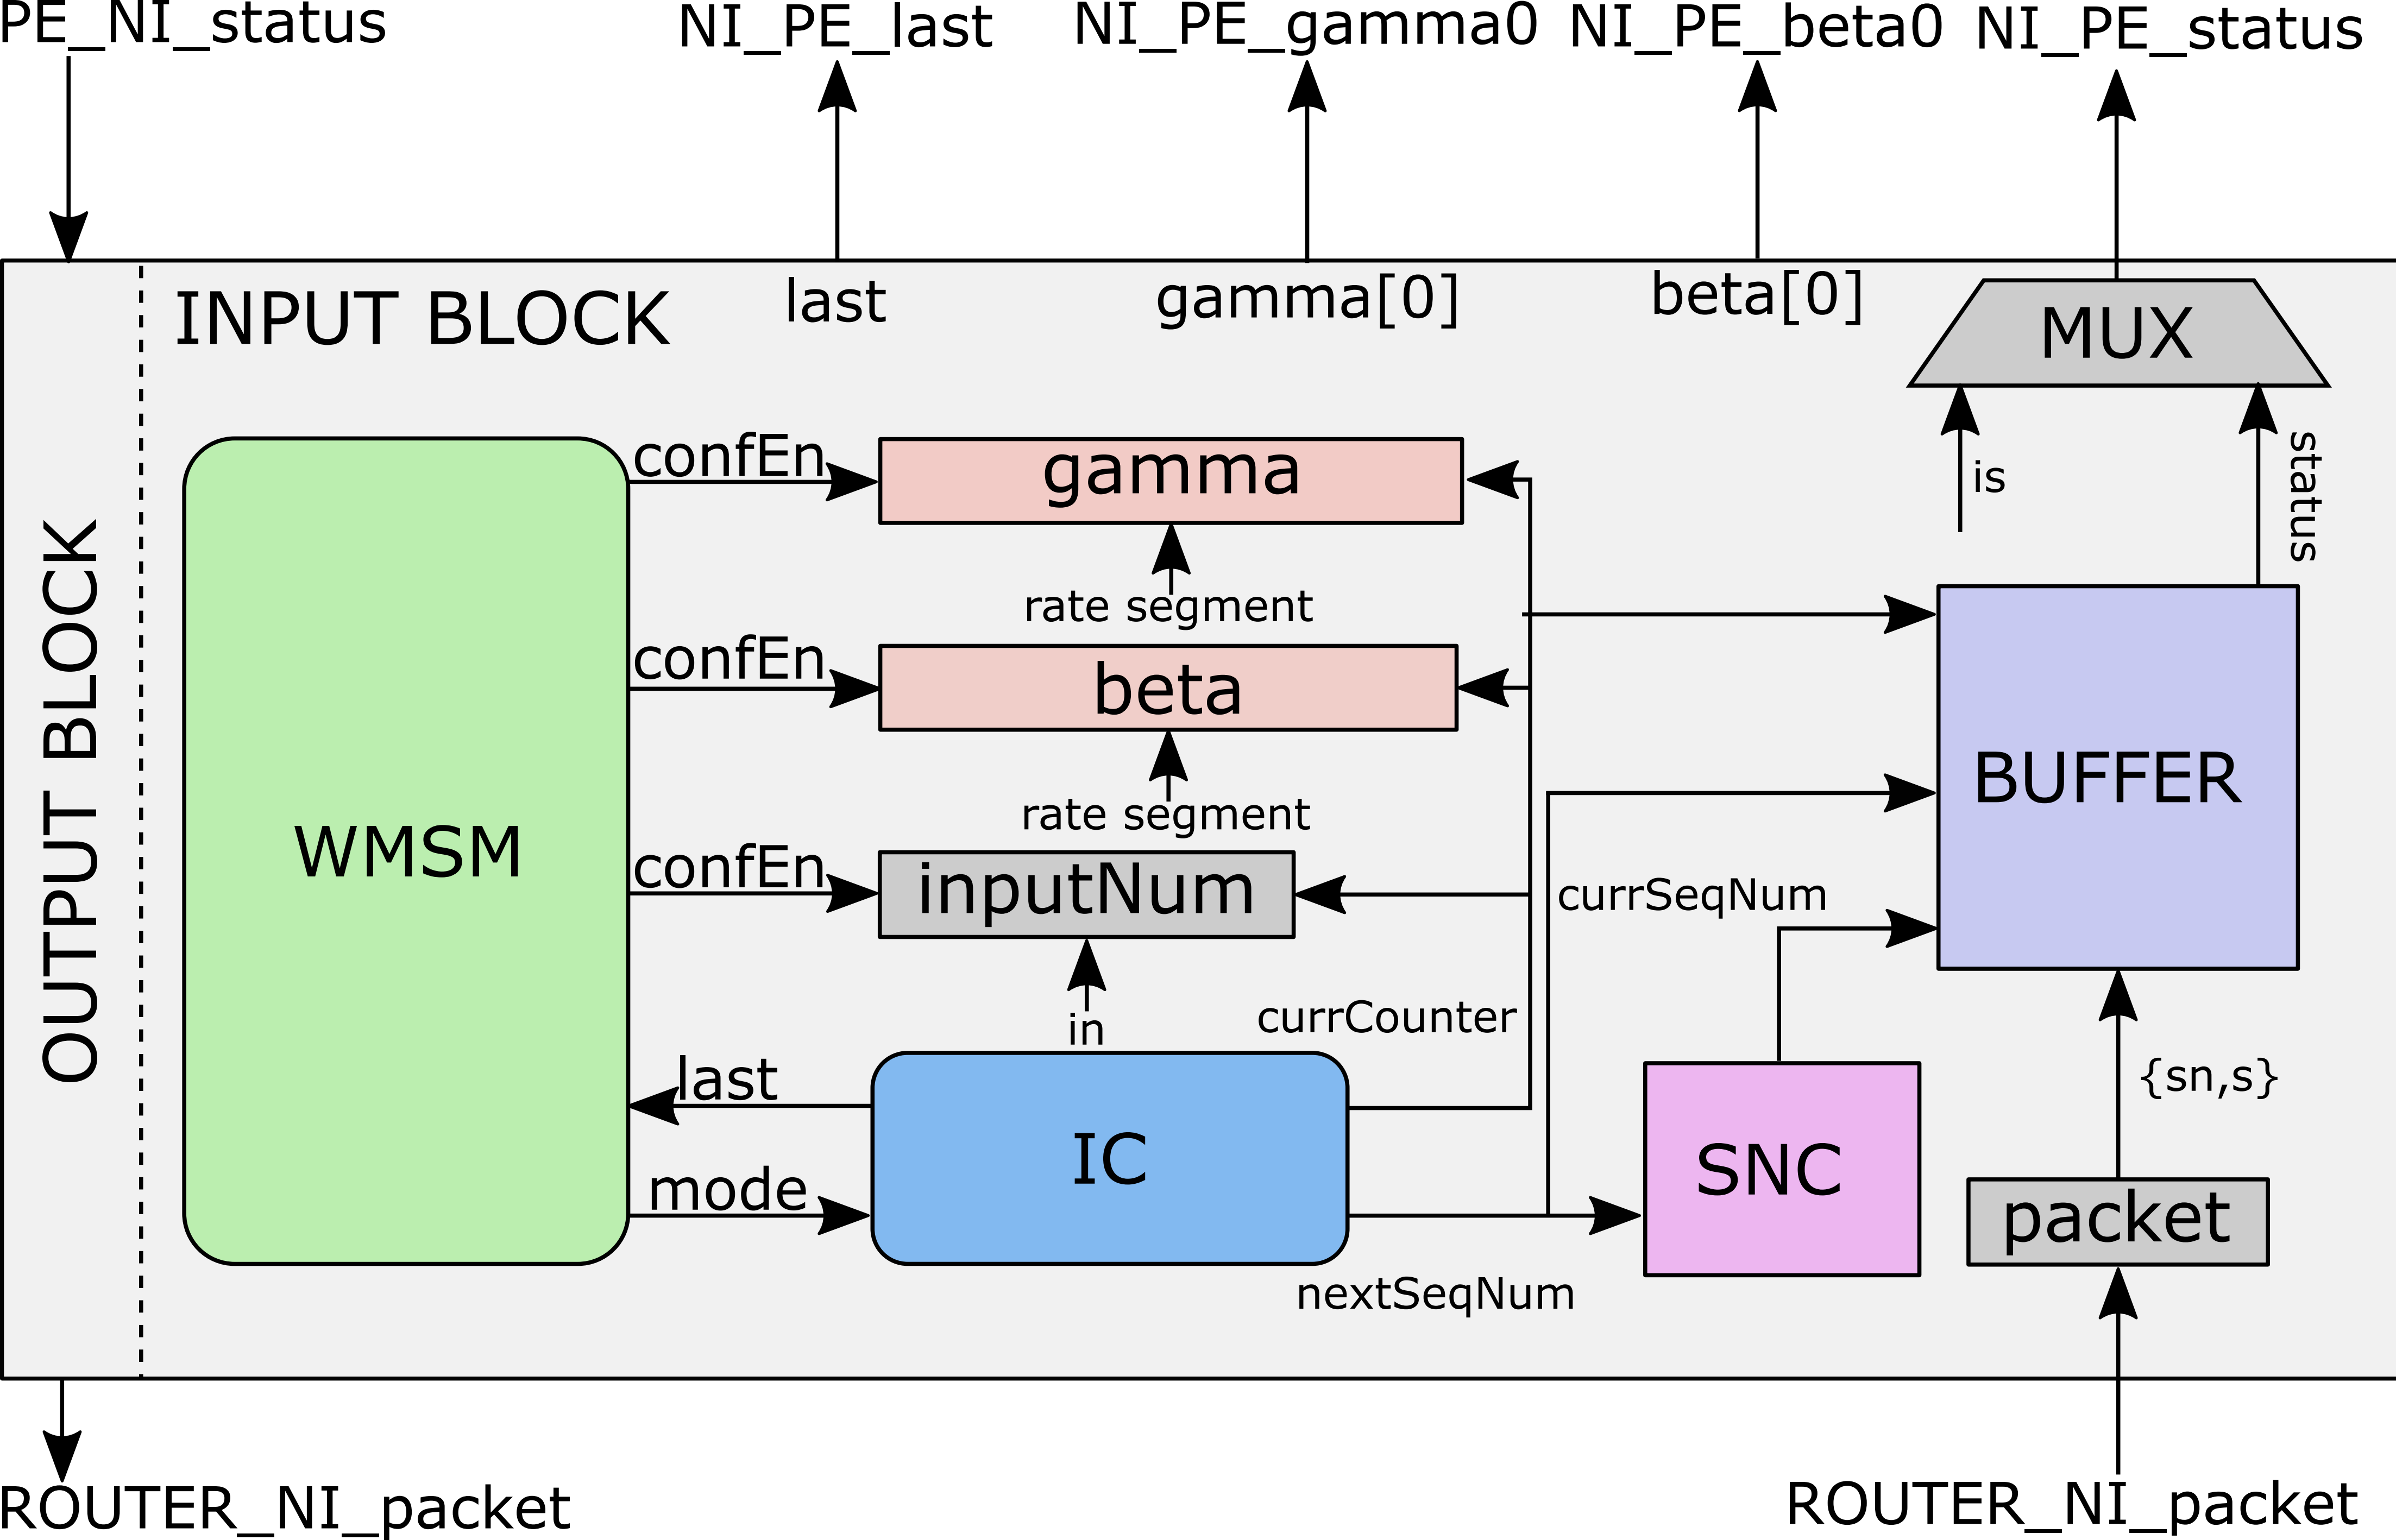 PE_NI_status
NI_PE_last
NI_PE_gamma0
NI_PE_beta0
NI_PE_status
INPUT BLOCK
last
gamma[0]
beta[0]
MUX
OUTPUT BLOCK
confEn
gamma
is
status
rate segment
confEn
beta
BUFFER
rate segment
WMSM
confEn
inputNum
currSeqNum
in
currCounter
last
{sn,s}
IC
SNC
mode
packet
nextSeqNum
ROUTER_NI_packet
ROUTER_NI_packet